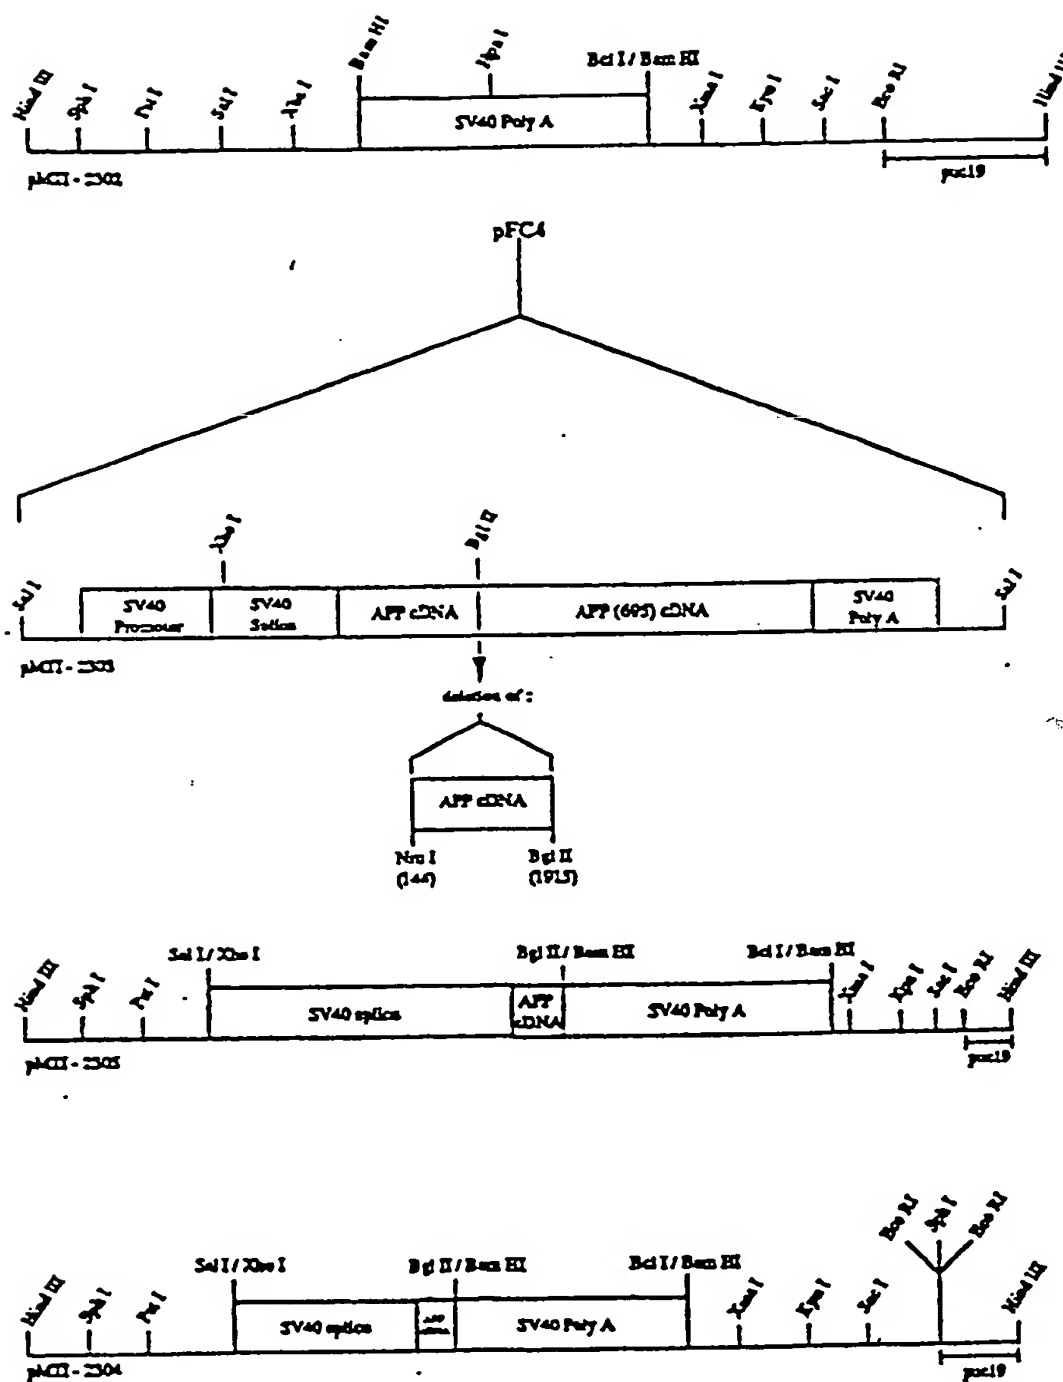 Hind III
Sph I
Pst I
Sal I
Xba I
Bam HI
Hpa I
Bcl I / Bam HI
Xma I
Kpn I
Sac I
Eco RI
Hind III
SV40 Poly A
puc19
pMTI - 2302
pFC4
Sal I
Xho I
Bgl II
Sal I
SV40
Promoter
SV40
APP cDNA
APP (695) cDNA
SV40
Poly A
pMTI - 2303
deletion of :
APP cDNA
Nru I
(144)
Bgl II
(1915)
Hind III
Sph I
Pst I
Sal I / Xho I
Bgl II / Bam HI
Bcl I / Bam HI
Xma I
Kpn I
Sac I
Eco RI
Hind III
SV40 splice
APP
cDNA
SV40 Poly A
puc19
pMTI - 2305
Hind III
Sph I
Pst I
Sal I / Xho I
Bgl II / Bam HI
Bcl I / Bam HI
Xma I
Kpn I
Sac I
Eco RI
Sph I
Eco RI
Hind III
SV40 splice
SV40 Poly A
puc19
pMTI - 2304